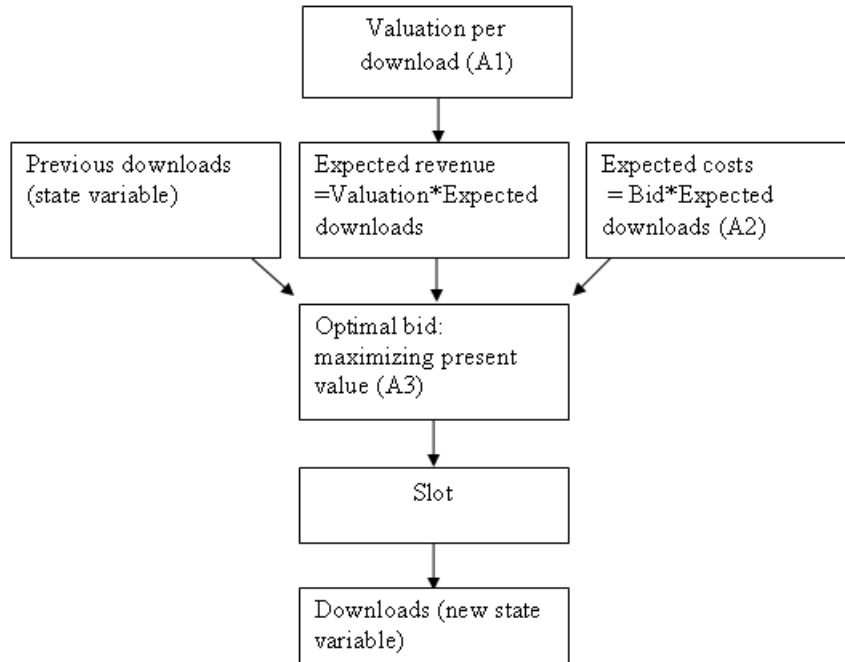 Valuation per
download (A1)
Previous downloads
(state variable)
Expected revenue
=Valuation*Expected
downloads
Expected costs
= Bid*Expected
downloads (A2)
Optimal bid:
maximizing present
value (A3)
Slot
Downloads (new state
variable)